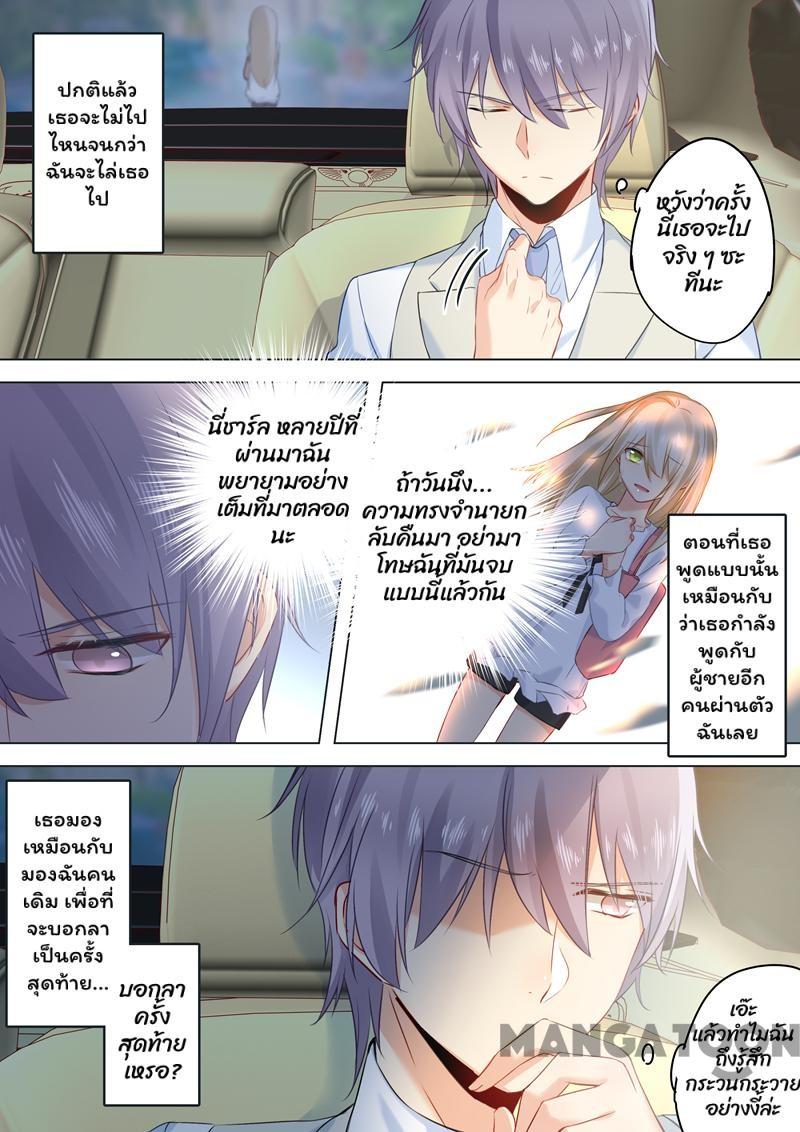 ปกติแล้ว
เธอจะไม่ไป
ไหนจนกว่า
ฉันจะไล่เธอ
ไป
หวังว่าครั้ง
นี้เธอจะไป
จริง ๆ ซะ
ทีนะ
นี่ชาร์ล หลายปีที่
ผ่านมาฉัน
พยายามอย่าง
เต็มที่มาตลอด
นะ
ถ้าวันนึง...
ความทรงจำนายก
ลับคืนมา อย่ามา
โทษฉันที่มันจบ
แบบนี้แล้วกัน
ตอนที่เธอ
พูดแบบนั้น
เหมือนกับ
ว่าเธอกำลัง
พูดกับ
ผู้ชายอีก
คนผ่านตัว
ฉันเลย
เธอมอง
เหมือนกับ
มองฉันคน
เดิม เพื่อที่
จะบอกลา
เป็นครั้ง
สุดท้าย...
บอกลา
ครั้ง
สุดท้าย
เหรอ?
เอ๊ะ
แล้วทำไมฉัน
ถึงรู้สึก
กระวนกระวาย
อย่างงี้ล่ะ
MANGATOON